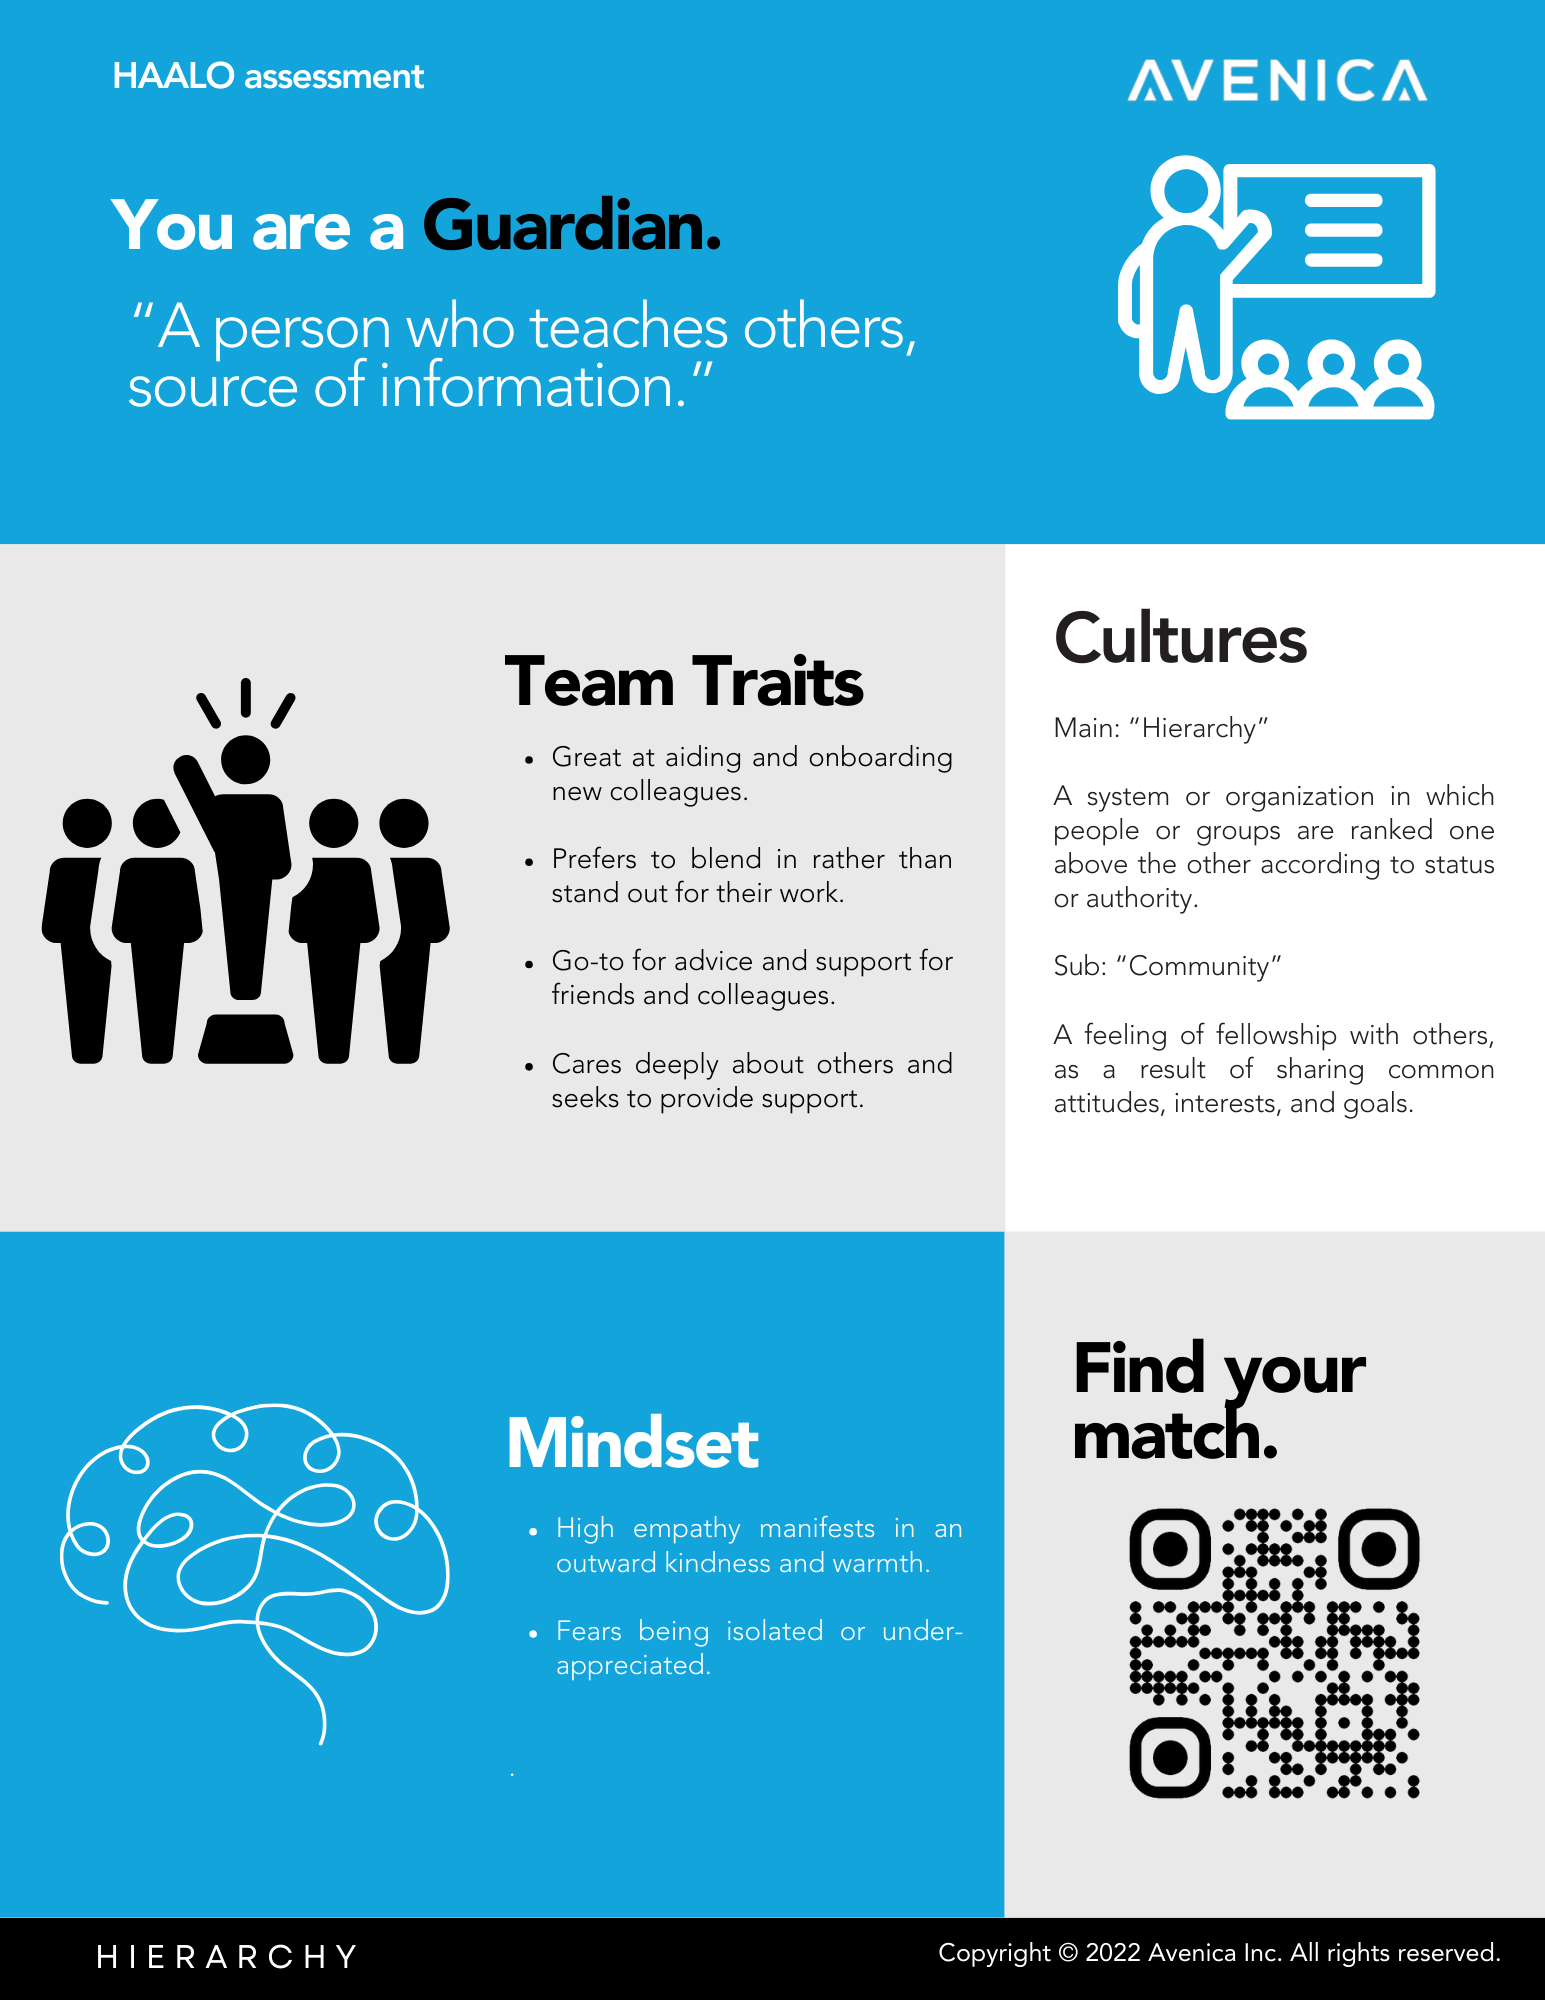 HAALO assessment
AVENICA
You are a Guardian.
“A person who teaches others,
source of information.”
Team Traits
• Great at aiding and onboarding
new colleagues.
• Prefers to blend in rather than
stand out for their work.
• Go-to for advice and support for
friends and colleagues.
• Cares deeply about others and
seeks to provide support.
Cultures
Main: “Hierarchy”
A system or organization in which
people or groups are ranked one
above the other according to status
or authority.
Sub: “Community”
A feeling of fellowship with others,
as a result of sharing common
attitudes, interests, and goals.
Mindset
• High empathy manifests in an
outward kindness and warmth.
• Fears being isolated or under-
appreciated.
.
Find your
match.
HIERARCHY
Copyright © 2022 Avenica Inc. All rights reserved.